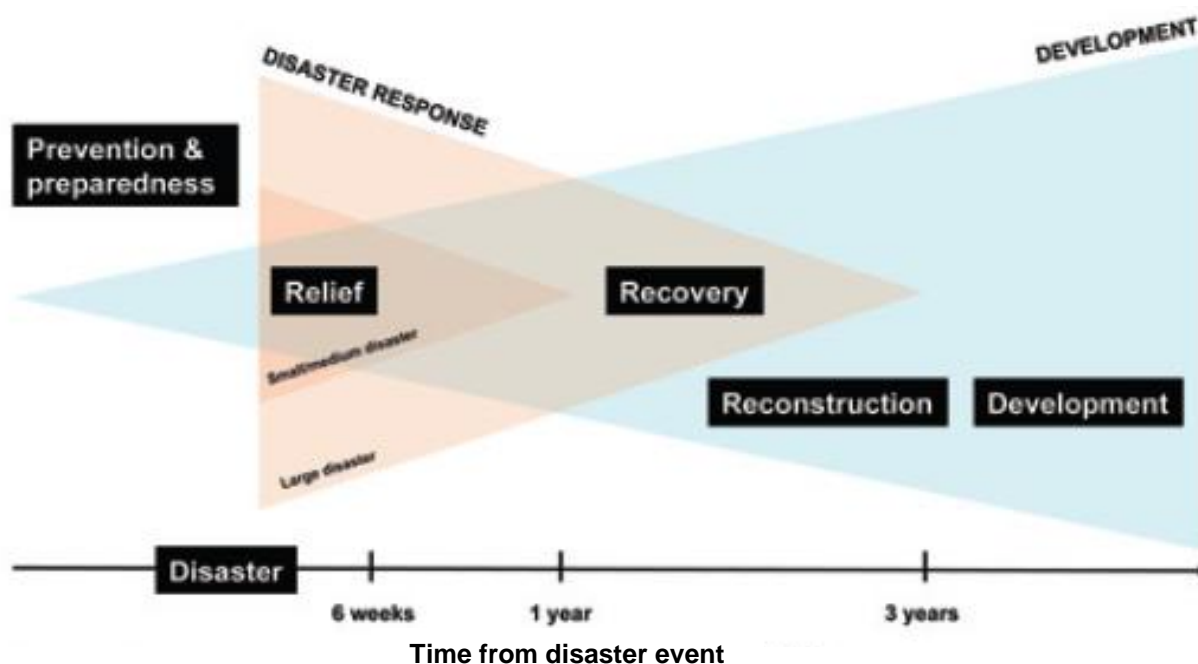 DEVELOPMENT
DISASTER RESPONSE
Prevention &
preparedness
Relief
Recovery
Small/medium disaster
Reconstruction
Development
Large disaster
Disaster
6 weeks
1 year
3 years
Time from disaster event